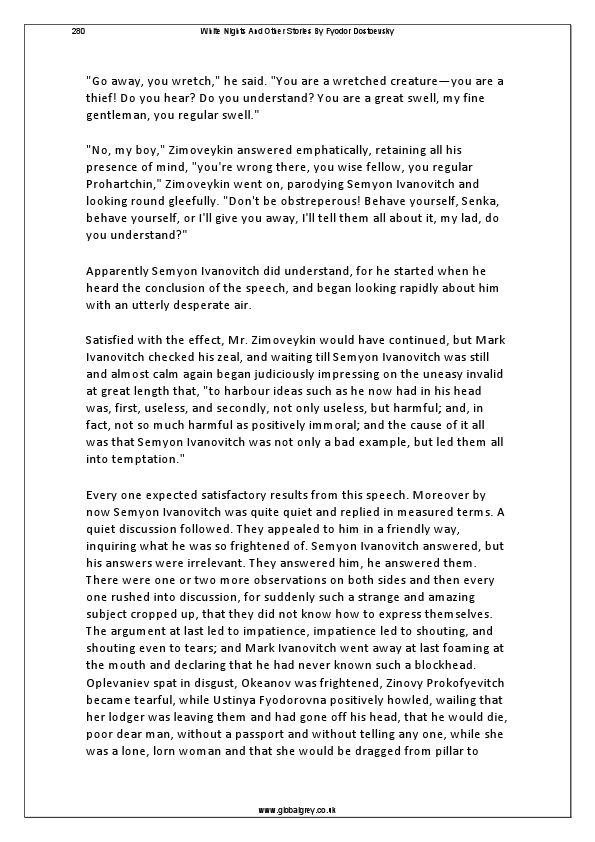 280 White Nights And Other Stories By Fyodor Dostoevsky
"Go away, you wretch," he said. "You are a wretched creature—you are a
thief! Do you hear? Do you understand? You are a great swell, my fine
gentleman, you regular swell."
"No, my boy," Zimoveykin answered emphatically, retaining all his
presence of mind, "you're wrong there, you wise fellow, you regular
Prohartchin," Zimoveykin went on, parodying Semyon Ivanovitch and
looking round gleefully. "Don't be obstreperous! Behave yourself, Senka,
behave yourself, or I'll give you away, I'll tell them all about it, my lad, do
you understand?"
Apparently Semyon Ivanovitch did understand, for he started when he
heard the conclusion of the speech, and began looking rapidly about him
with an utterly desperate air.
Satisfied with the effect, Mr. Zimoveykin would have continued, but Mark
Ivanovitch checked his zeal, and waiting till Semyon Ivanovitch was still
and almost calm again began judiciously impressing on the uneasy invalid
at great length that, "to harbour ideas such as he now had in his head
was, first, useless, and secondly, not only useless, but harmful; and, in
fact, not so much harmful as positively immoral; and the cause of it all
was that Semyon Ivanovitch was not only a bad example, but led them all
into temptation."
Every one expected satisfactory results from this speech. Moreover by
now Semyon Ivanovitch was quite quiet and replied in measured terms. A
quiet discussion followed. They appealed to him in a friendly way,
inquiring what he was so frightened of. Semyon Ivanovitch answered, but
his answers were irrelevant. They answered him, he answered them.
There were one or two more observations on both sides and then every
one rushed into discussion, for suddenly such a strange and amazing
subject cropped up, that they did not know how to express themselves.
The argument at last led to impatience, impatience led to shouting, and
shouting even to tears; and Mark Ivanovitch went away at last foaming at
the mouth and declaring that he had never known such a blockhead.
Oplevaniev spat in disgust, Okeanov was frightened, Zinovy Prokofyevitch
became tearful, while Ustinya Fyodorovna positively howled, wailing that
her lodger was leaving them and had gone off his head, that he would die,
poor dear man, without a passport and without telling any one, while she
was a lone, lorn woman and that she would be dragged from pillar to
www.globalgrey.co.uk